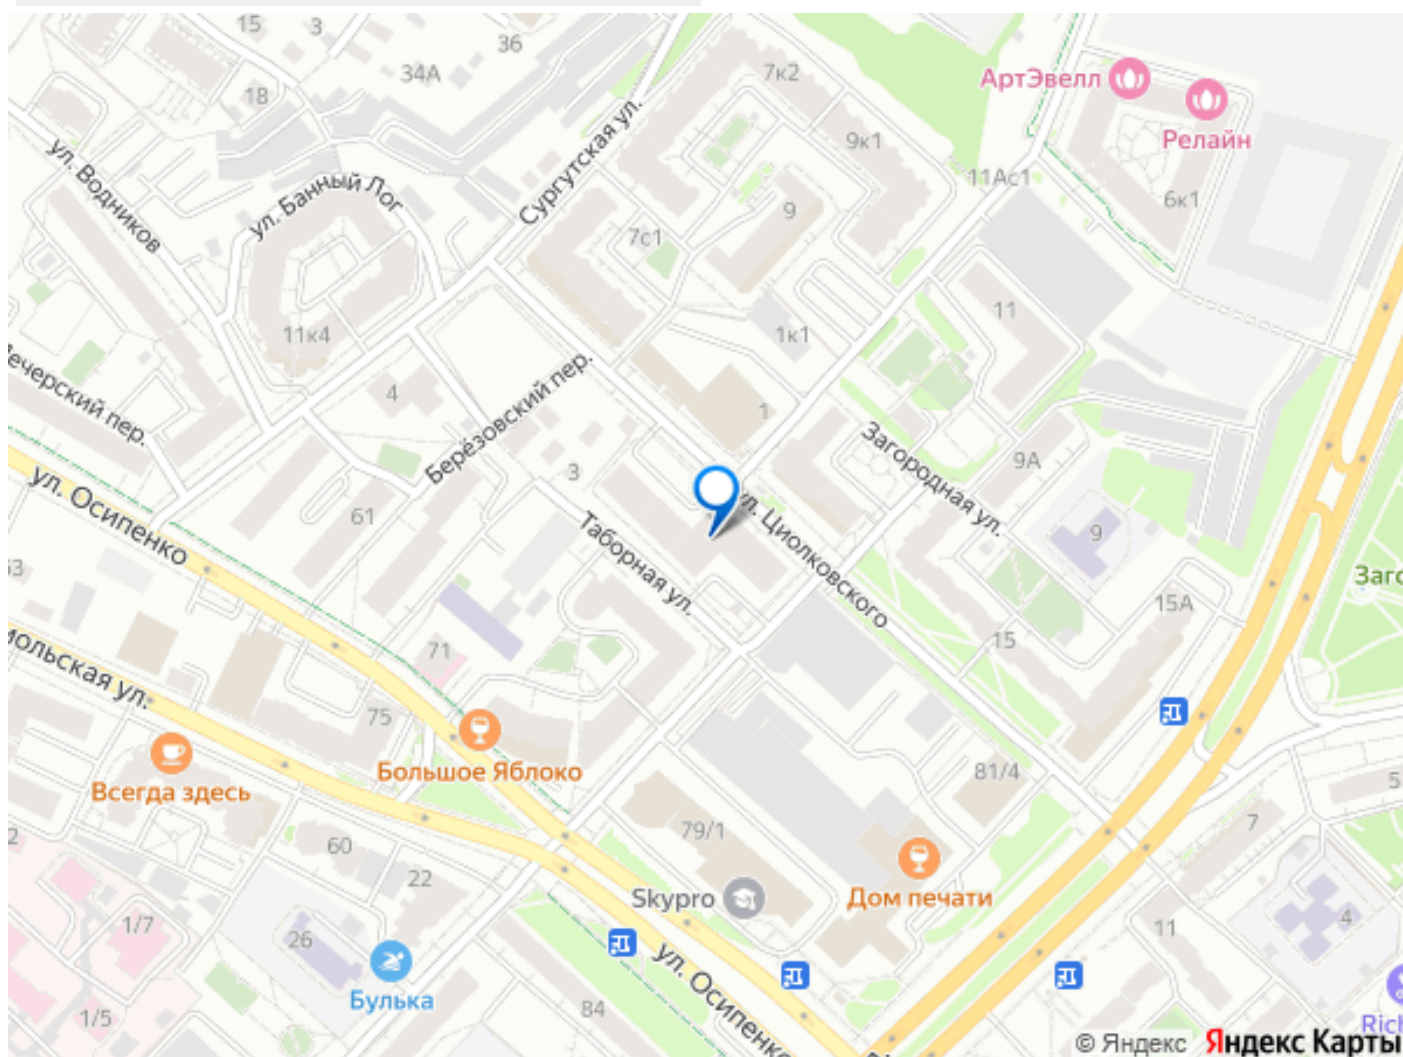 15
3
36
34А
18
7к2
АртЭвелл
Релайн
9к1
11Ас1
6к1
ул. Водников
ул. Банный Лог
Сургутская ул.
9
7с1
11
11к4
1к1
4
Берёзовский пер.
1
Загородная ул.
9А
ечерский пер.
3
61
ул. Осипенко
ул. Циолковского
9
Таборная ул.
15А
15
71
мольская ул.
75
Большое Яблоко
Всегда здесь
81/4
5
7
79/1
60
22
Skypro
Дом печати
1/7
26
11
4
Булька
1/5
84
ул. Осипенко
© Яндекс Яндекс Карты